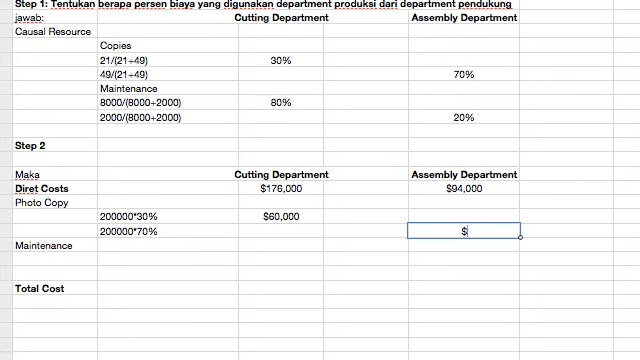 Step 1: Tentukan berapa persen biaya yang digunakan department produksi dari department pendukung
jawab: Cutting Department Assembly Department
Causal Resource
Copies
21/(21+49) 30%
49/(21+49) 70%
Maintenance
8000/(8000+2000) 80%
2000/(8000+2000) 20%
Step 2
Maka Cutting Department Assembly Department
Diret Costs $176,000 $94,000
Photo Copy
200000*30% $60,000
200000*70% $
Maintenance
Total Cost